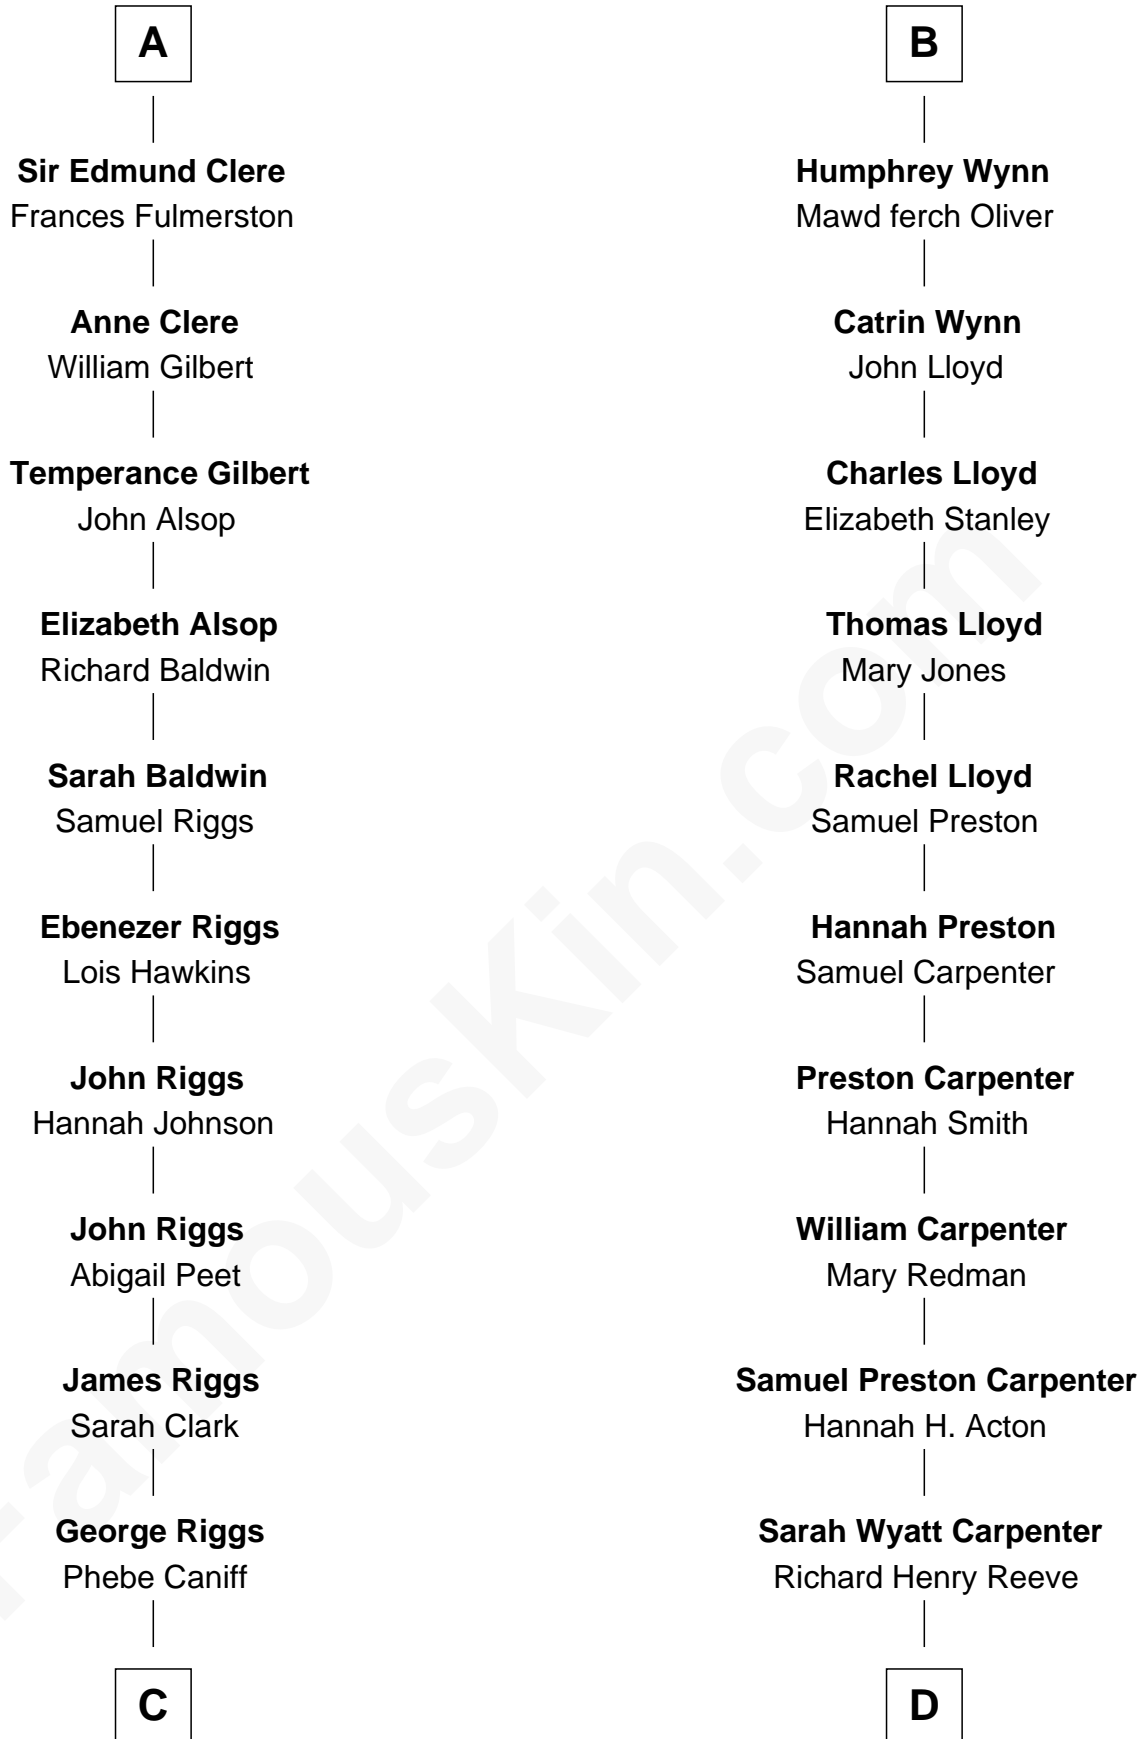 A
Sir Edmund Clere
Frances Fulmerston
Anne Clere
William Gilbert
Temperance Gilbert
John Alsop
Elizabeth Alsop
Richard Baldwin
Sarah Baldwin
Samuel Riggs
Ebenezer Riggs
Lois Hawkins
John Riggs
Hannah Johnson
John Riggs
Abigail Peet
James Riggs
Sarah Clark
George Riggs
Phebe Caniff
C
B
Humphrey Wynn
Mawd ferch Oliver
Catrin Wynn
John Lloyd
Charles Lloyd
Elizabeth Stanley
Thomas Lloyd
Mary Jones
Rachel Lloyd
Samuel Preston
Hannah Preston
Samuel Carpenter
Preston Carpenter
Hannah Smith
William Carpenter
Mary Redman
Samuel Preston Carpenter
Hannah H. Acton
Sarah Wyatt Carpenter
Richard Henry Reeve
D
FamousKin.com